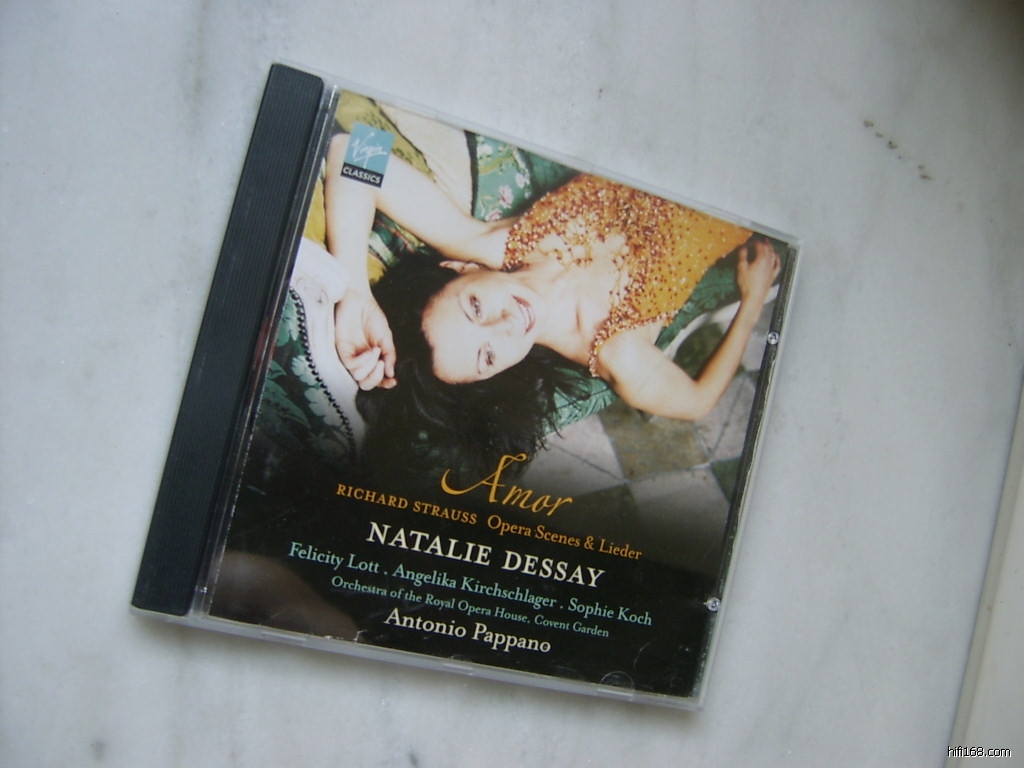 Virgin
CLASSICS
Amor
RICHARD STRAUSS Opera Scenes & Lieder
NATALIE DESSAY
Felicity Lott . Angelika Kirchschlager . Sophie Koch
Orchestra of the Royal Opera House, Covent Garden
Antonio Pappano
hifi168.com